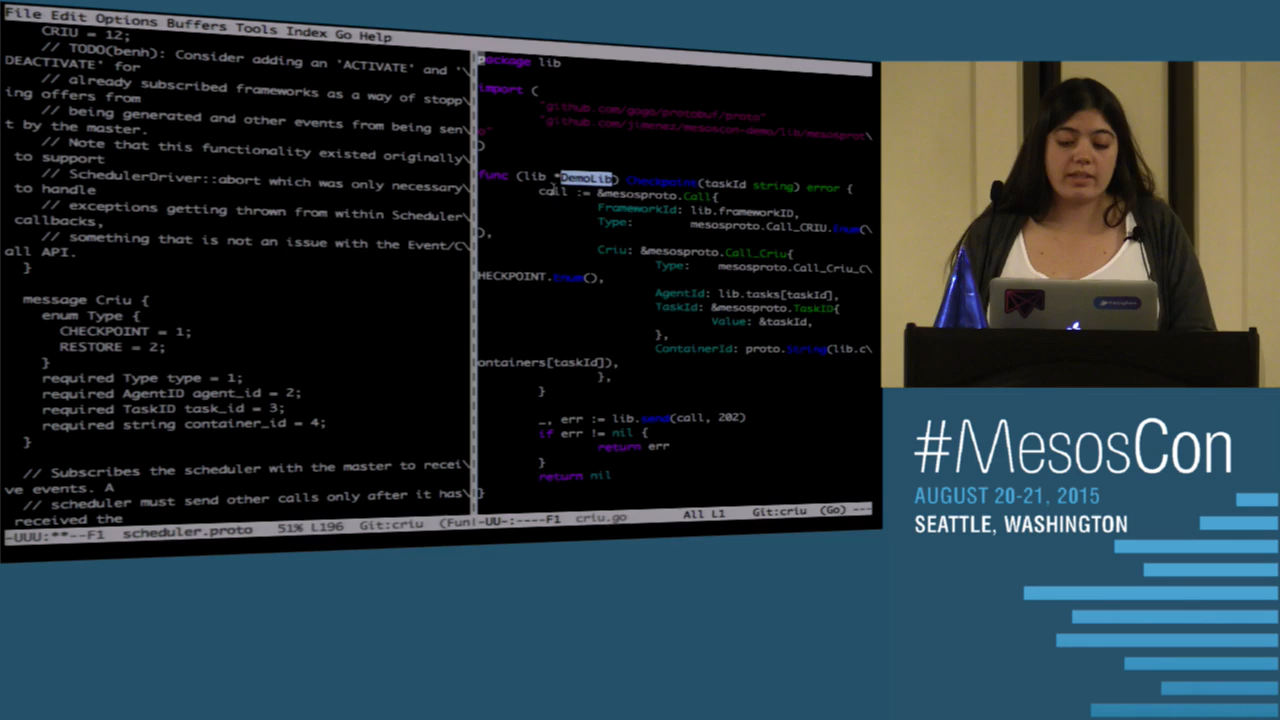 File Edit Options Buffers Tools Index Go Help
CRIU = 12;
// TODO(benh): Consider adding an 'ACTIVATE' and '\
DEACTIVATE' for
// already subscribed frameworks as a way of stopp\
ing offers from
// being generated and other events from being sen\
t by the master.
// Note that this functionality existed originally\
to support
// SchedulerDriver::abort which was only necessary\
to handle
// exceptions getting thrown from within Scheduler\
callbacks,
// something that is not an issue with the Event/C\
all API.
}
message Criu {
enum Type {
CHECKPOINT = 1;
RESTORE = 2;
}
required Type type = 1;
required AgentID agent_id = 2;
required TaskID task_id = 3;
required string container_id = 4;
}
// Subscribes the scheduler with the master to recei\
ve events. A
// scheduler must send other calls only after it has\
received the
-UUU:**--F1 scheduler.proto 51% L196 Git:criu (Fun
package lib
import (
"github.com/gogo/protobuf/proto"
"github.com/jimenez/mesoscon-demo/lib/mesosprot\
o"
)
func (lib *DemoLib) Checkpoint(taskId string) error {
call := &mesosproto.Call{
FrameworkId: lib.frameworkID,
Type: mesosproto.Call_CRIU.Enum(\
),
Criu: &mesosproto.Call_Criu{
Type: mesosproto.Call_Criu_C\
HECKPOINT.Enum(),
AgentId: lib.tasks[taskId],
TaskId: &mesosproto.TaskID{
Value: &taskId,
},
ContainerId: proto.String(lib.c\
ontainers[taskId]),
},
}
_, err := lib.send(call, 202)
if err != nil {
return err
}
return nil
}
-UU-:----F1 criu.go All L1 Git:criu (Go) ---
#MesosCon
AUGUST 20-21, 2015
SEATTLE, WASHINGTON